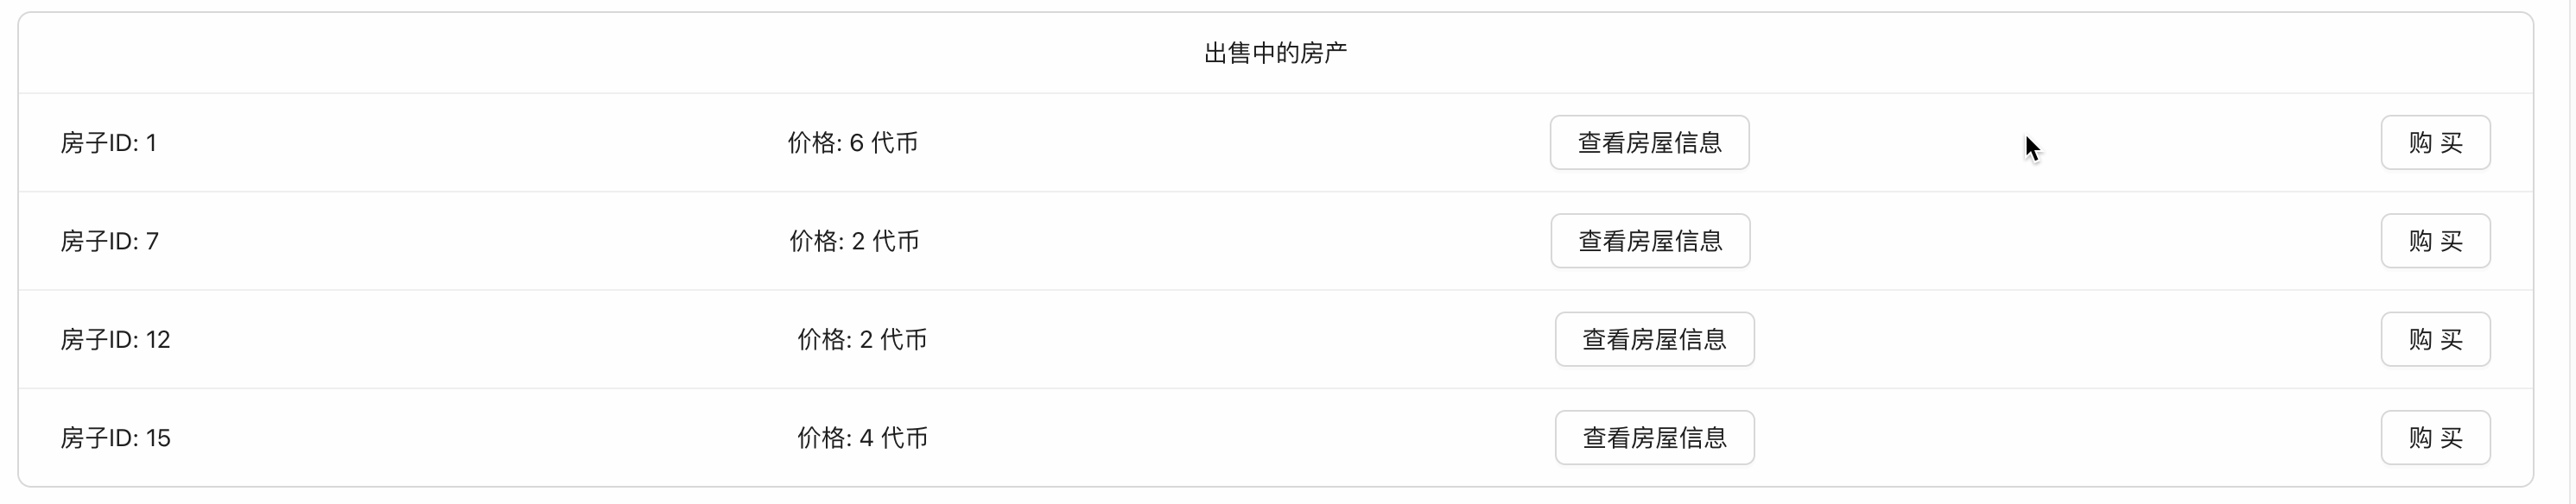 出售中的房产
房子ID: 1 价格: 6 代币 查看房屋信息 购 买
房子ID: 7 价格: 2 代币 查看房屋信息 购 买
房子ID: 12 价格: 2 代币 查看房屋信息 购 买
房子ID: 15 价格: 4 代币 查看房屋信息 购 买